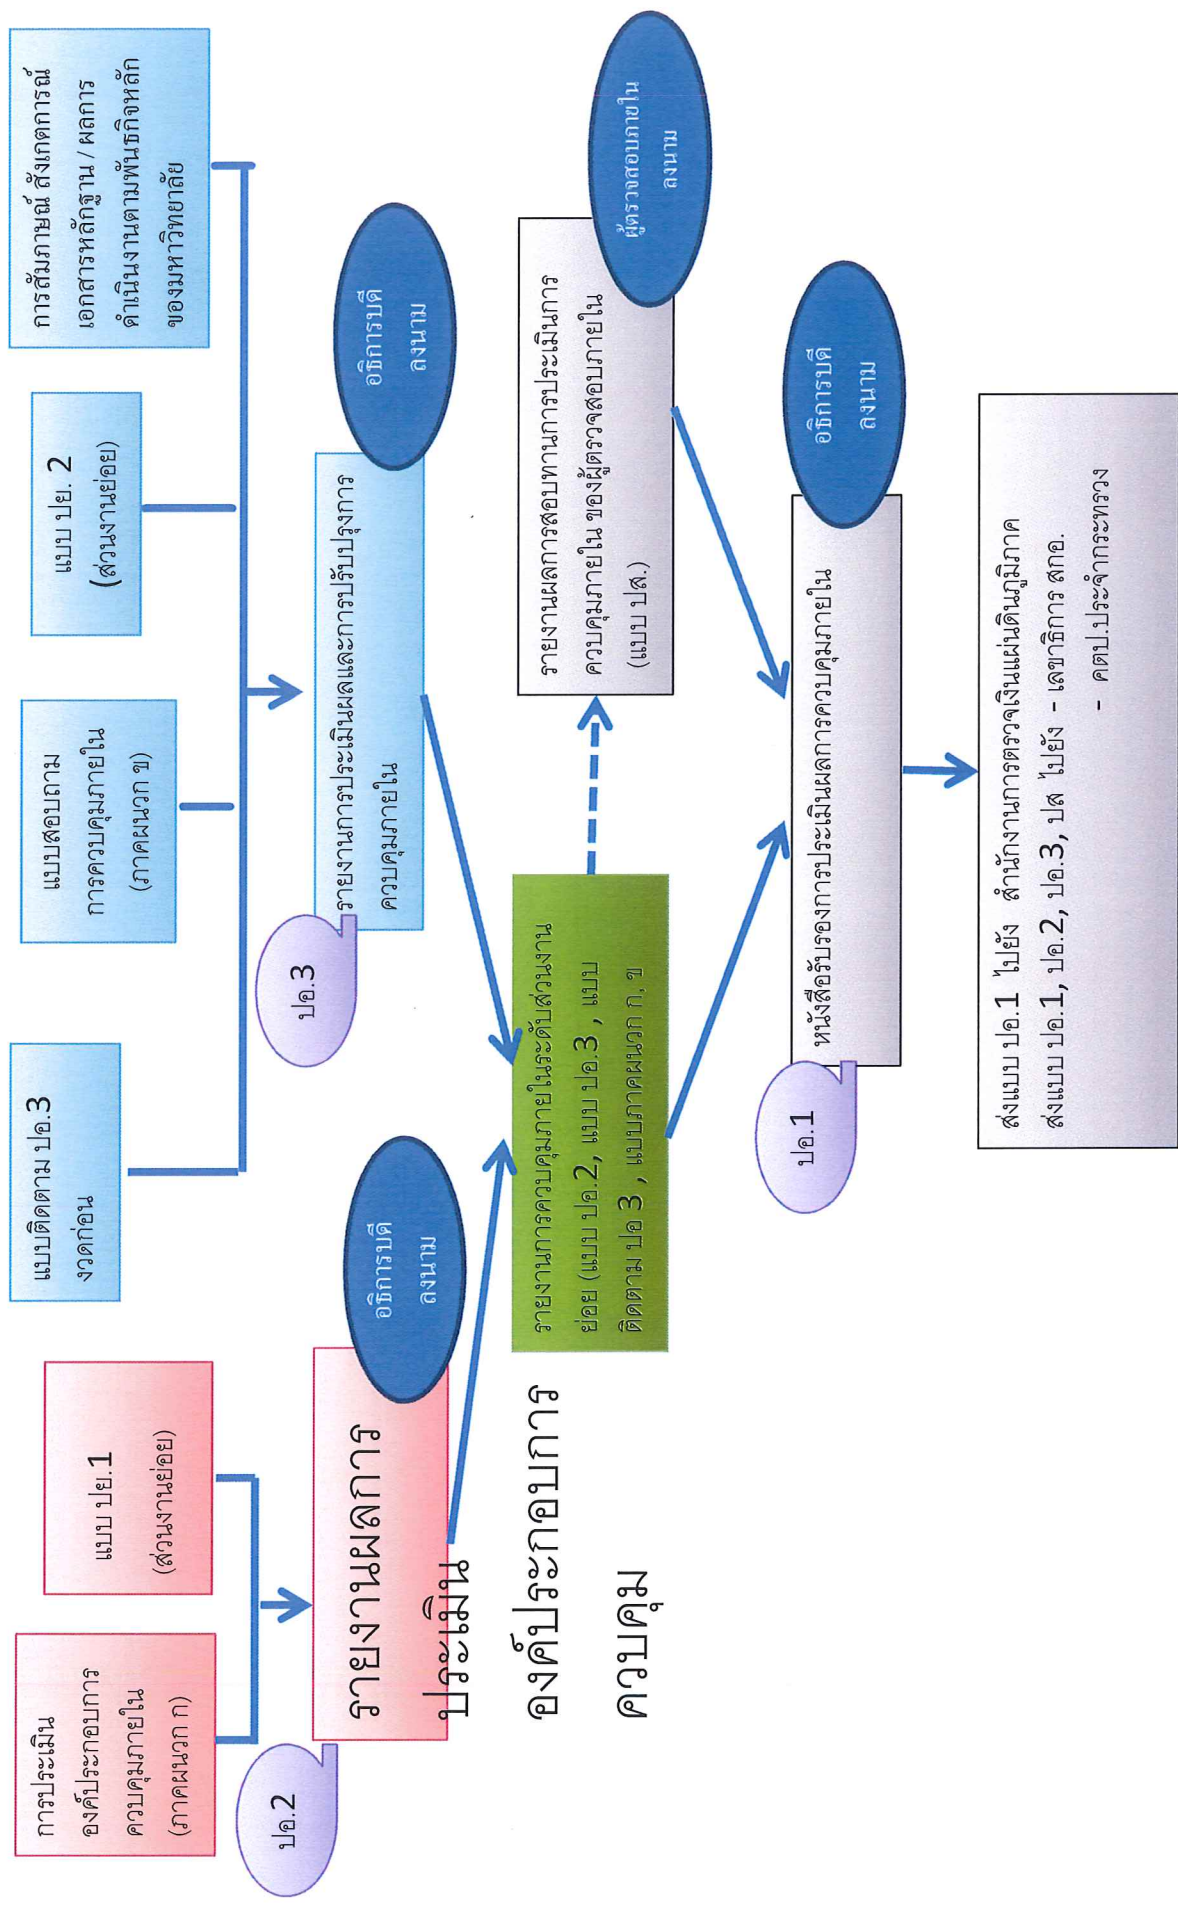 การประเมิน
องค์ประกอบการ
ควบคุมภายใน
(ภาคผนวก ก)
แบบ ปย.1
(ส่วนงานย่อย)
แบบติดตาม ปอ.3
งวดก่อน
แบบสอบถาม
การควบคุมภายใน
(ภาคผนวก ข)
แบบ ปย. 2
(ส่วนงานย่อย)
การสัมภาษณ์ สังเกตการณ์
เอกสารหลักฐาน / ผลการ
ดำเนินงานตามพันธกิจหลัก
ของมหาวิทยาลัย
ปอ.2
รายงานผลการ
ประเมิน
องค์ประกอบการ
ควบคุม
อธิการบดี
ลงนาม
ปอ.3
รายงานการประเมินผลและการปรับปรุงการ
ควบคุมภายใน
อธิการบดี
ลงนาม
รายงานการควบคุมภายในระดับส่วนงาน
ย่อย (แบบ ปอ.2, แบบ ปอ.3 , แบบ
ติดตาม ปอ 3 , แบบภาคผนวก ก, ข
รายงานผลการสอบทานการประเมินการ
ควบคุมภายใน ของผู้ตรวจสอบภายใน
(แบบ ปส.)
ผู้ตรวจสอบภายใน
ลงนาม
ปอ.1
หนังสือรับรองการประเมินผลการควบคุมภายใน
อธิการบดี
ลงนาม
ส่งแบบ ปอ.1 ไปยัง สำนักงานการตรวจเงินแผ่นดินภูมิภาค
ส่งแบบ ปอ.1, ปอ.2, ปอ.3, ปส ไปยัง - เลขาธิการ สกอ.
- คตป.ประจำกระทรวง